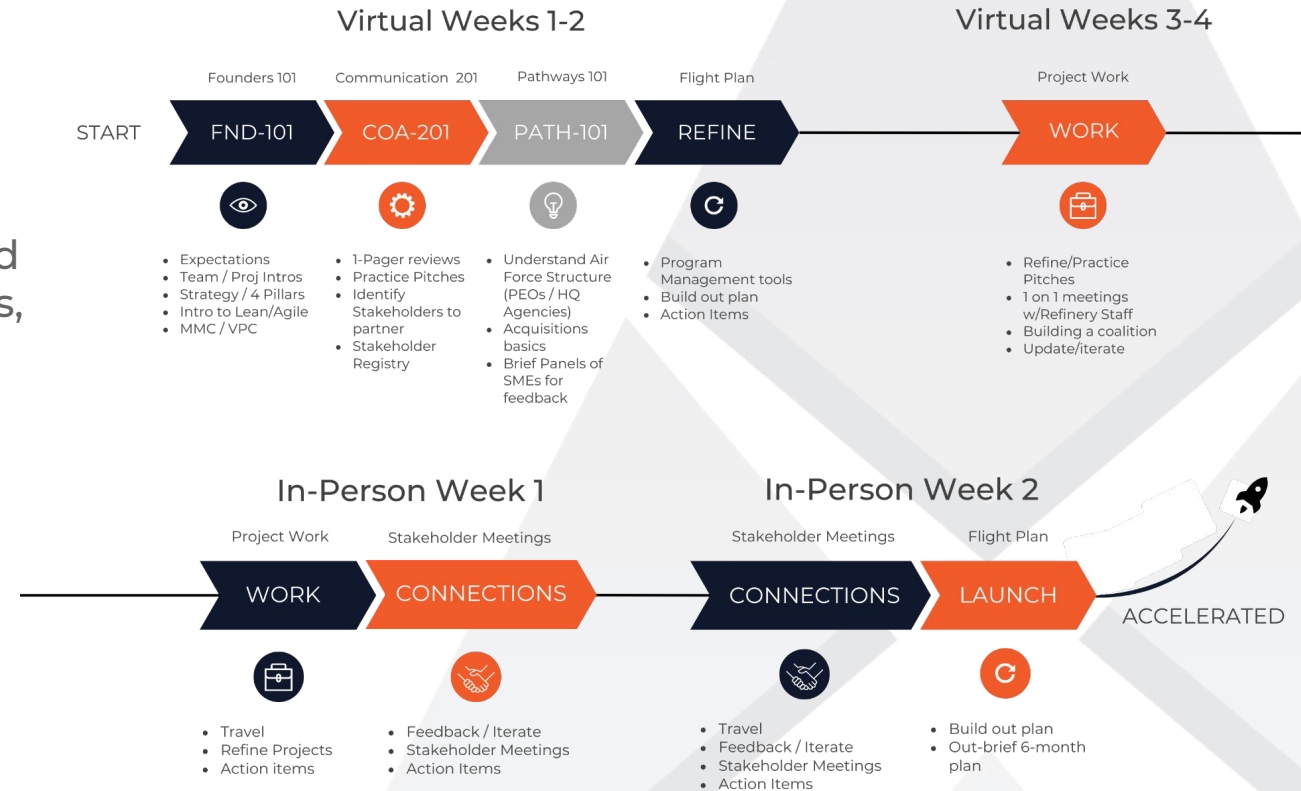 Virtual Weeks 1-2
Virtual Weeks 3-4
Founders 101
Communication 201
Pathways 101
Flight Plan
Project Work
START
FND-101
COA-201
PATH-101
REFINE
WORK
d
s,
• Expectations
• Team / Proj Intros
• Strategy / 4 Pillars
• Intro to Lean/Agile
• MMC / VPC
• 1-Pager reviews
• Practice Pitches
• Identify
Stakeholders to
partner
• Stakeholder
Registry
• Understand Air
Force Structure
(PEOs / HQ
Agencies)
• Acquisitions
basics
• Brief Panels of
SMEs for
feedback
• Program
Management tools
• Build out plan
• Action Items
• Refine/Practice
Pitches
• 1 on 1 meetings
w/Refinery Staff
• Building a coalition
• Update/iterate
In-Person Week 1
In-Person Week 2
Project Work
Stakeholder Meetings
Stakeholder Meetings
Flight Plan
WORK
CONNECTIONS
CONNECTIONS
LAUNCH
ACCELERATED
• Travel
• Refine Projects
• Action items
• Feedback / Iterate
• Stakeholder Meetings
• Action Items
• Travel
• Feedback / Iterate
• Stakeholder Meetings
• Action Items
• Build out plan
• Out-brief 6-month
plan